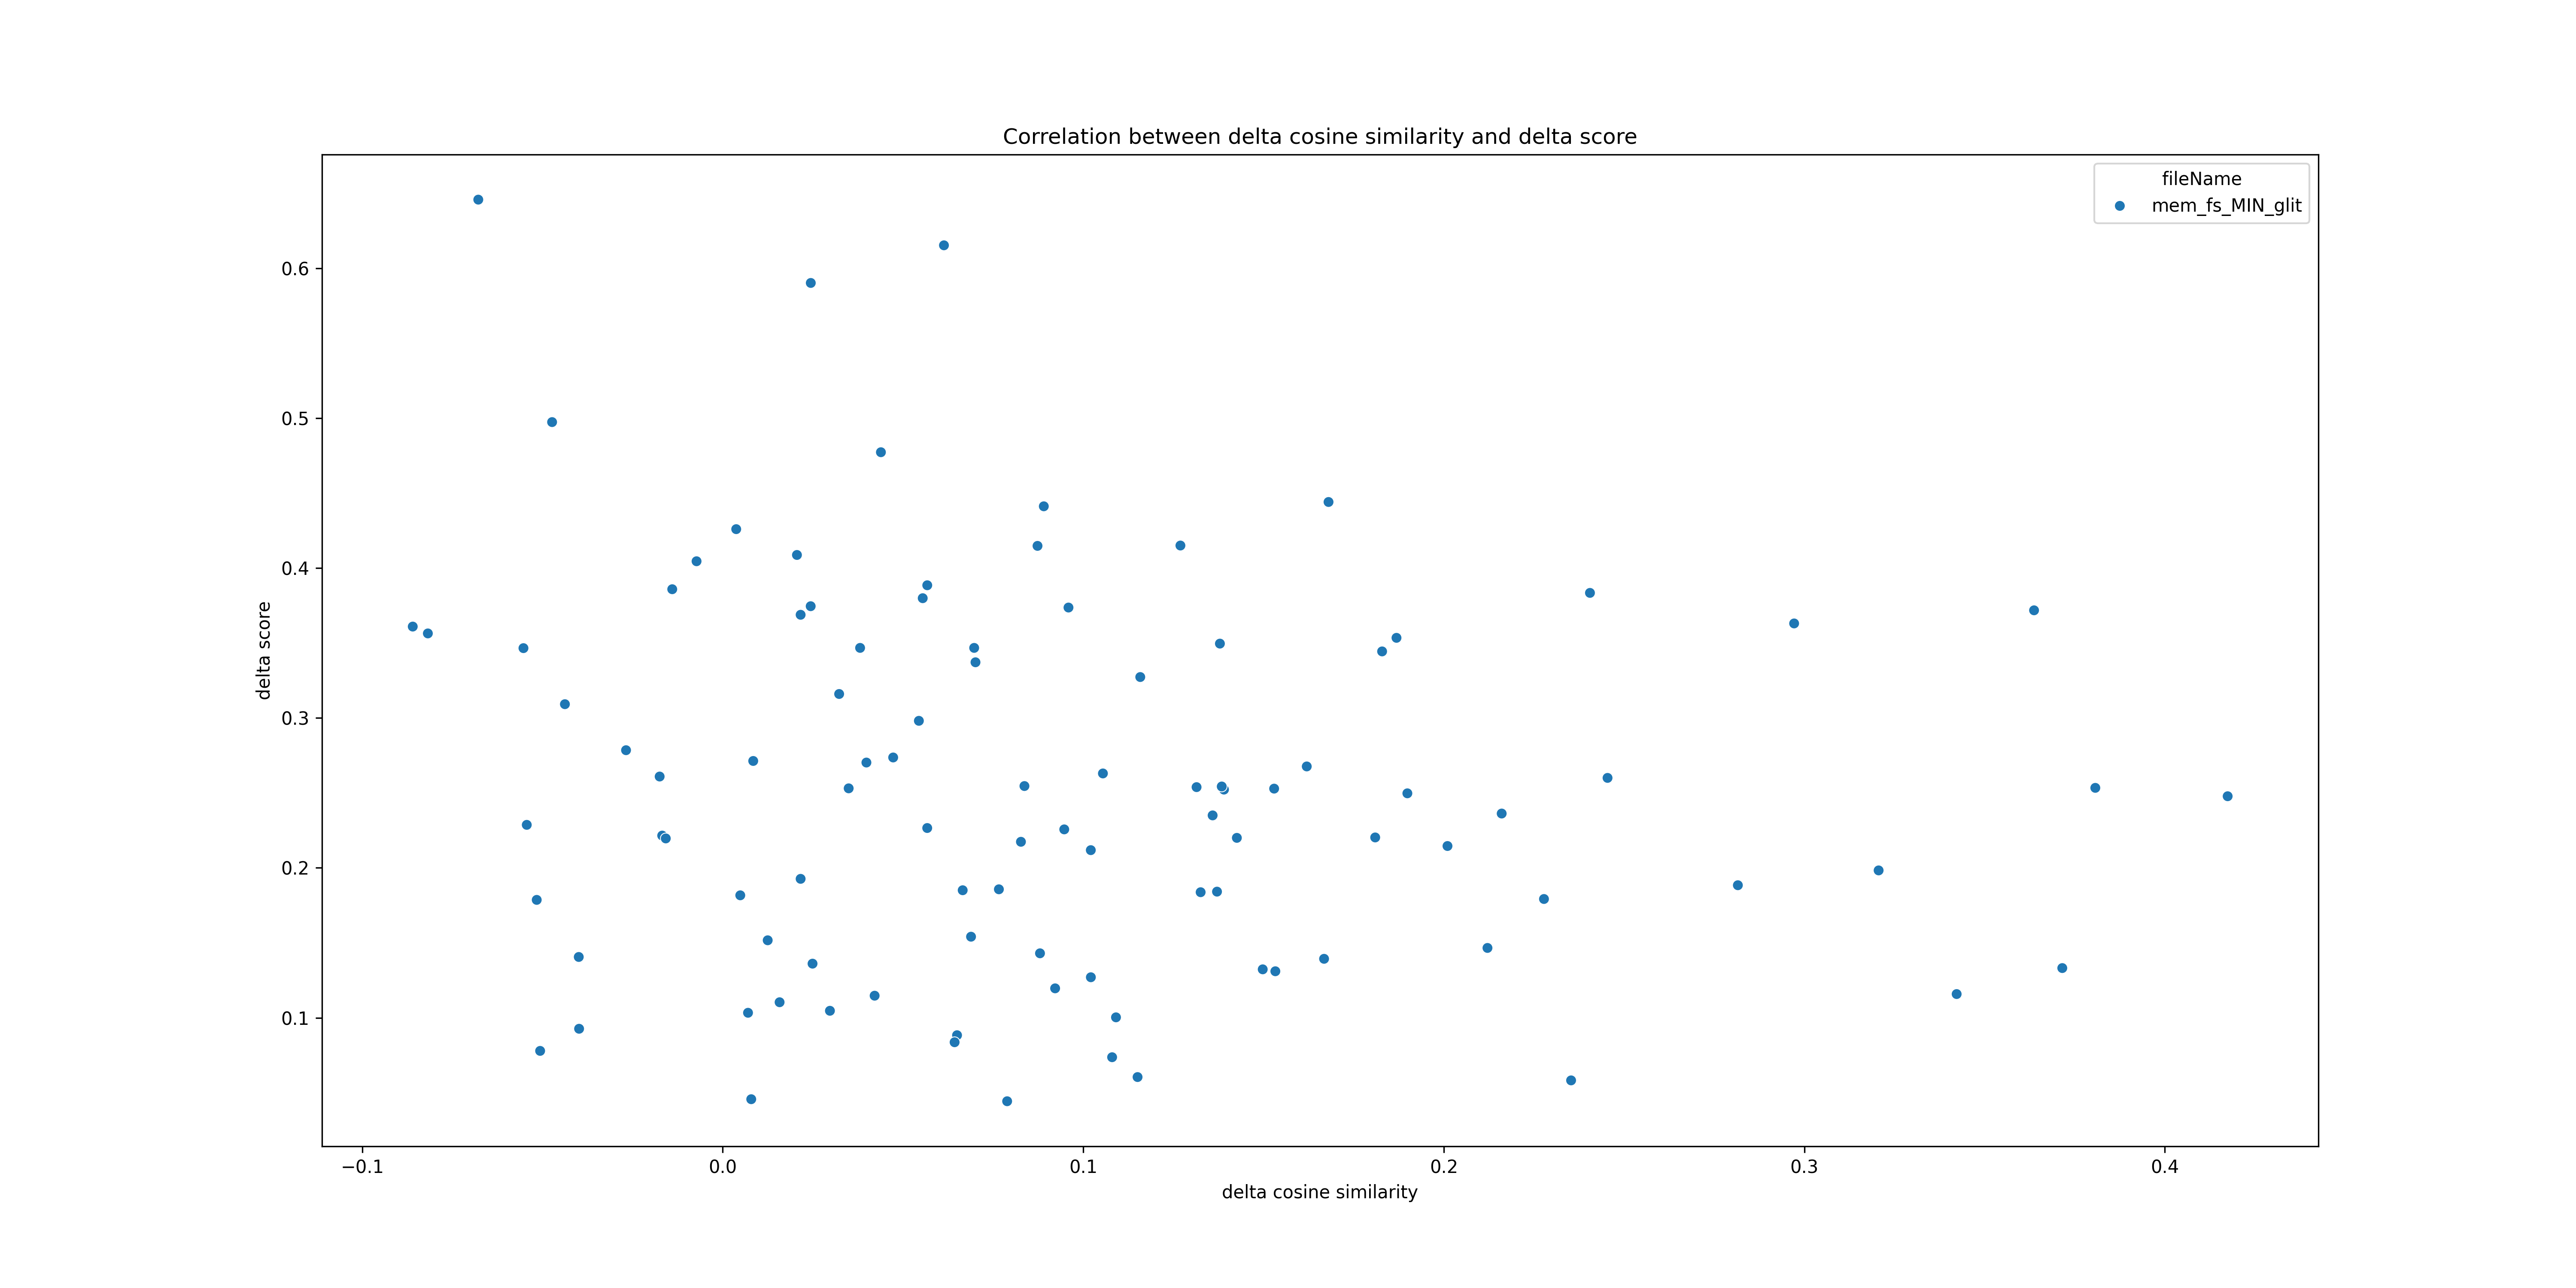 Correlation between delta cosine similarity and delta score
fileName
mem_fs_MIN_glit
0.6
0.5
0.4
0.3
0.2
0.1
delta score
−0.1 0.0 0.1 0.2 0.3 0.4
delta cosine similarity